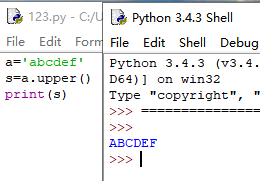 123.py - C:/U
File Edit Form
a='abcdef'
s=a.upper()
print(s)
Python 3.4.3 Shell
File Edit Shell Debug
Python 3.4.3 (v3.4.
D64)] on win32
Type "copyright", "
>>> ================
>>>
ABCDEF
>>>